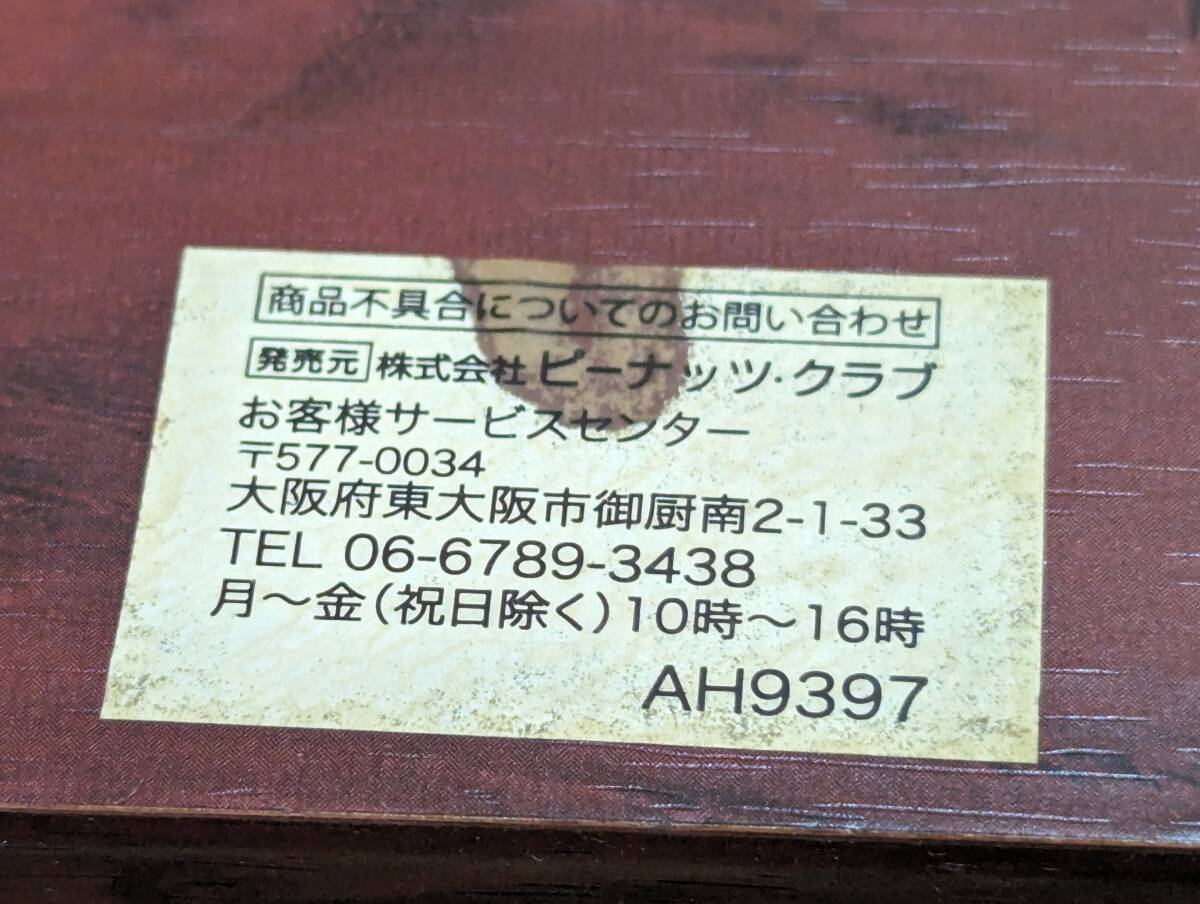 商品不具合についてのお問い合わせ
発売元 株式会社 ピーナッツ・クラブ
お客様サービスセンター
〒577-0034
大阪府東大阪市御厨南2-1-33
TEL 06-6789-3438
月～金(祝日除く)10時～16時
AH9397